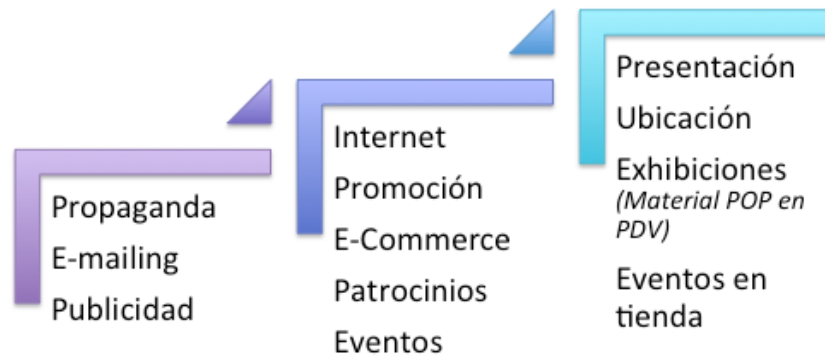 Propaganda
E-mailing
Publicidad
Internet
Promoción
E-Commerce
Patrocinios
Eventos
Presentación
Ubicación
Exhibiciones
(Material POP en
PDV)
Eventos en
tienda